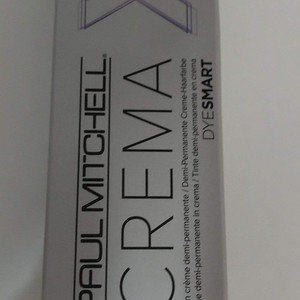 PAUL MITCHELL®
CREMA
crème demi-permanente / Demi-Permanente Creme-Haarfarbe
demi-permanente in crema / Tinte demi-permanente en crema
DYESMART